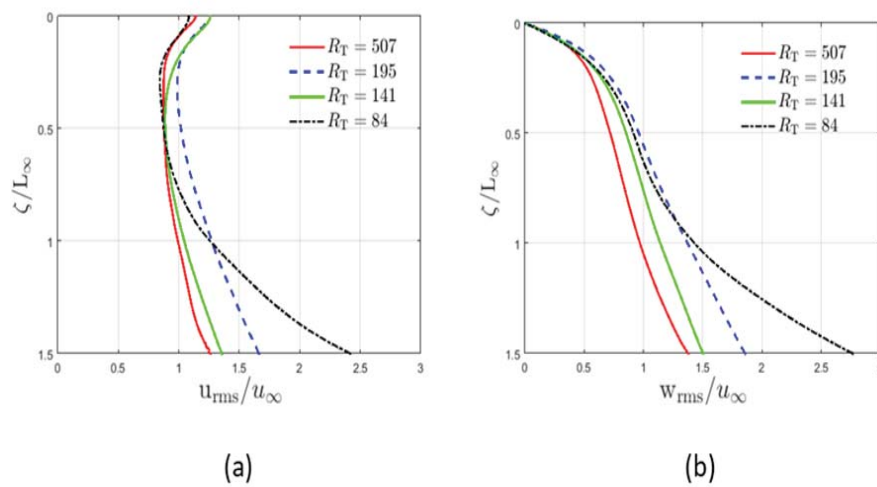 0
0.5
1
1.5
ζ/L∞
R_T = 507
R_T = 195
R_T = 141
R_T = 84
0 0.5 1 1.5 2 2.5 3
u_rms/u∞
(a)
0
0.5
1
1.5
ζ/L∞
R_T = 507
R_T = 195
R_T = 141
R_T = 84
0 0.5 1 1.5 2 2.5
w_rms/u∞
(b)